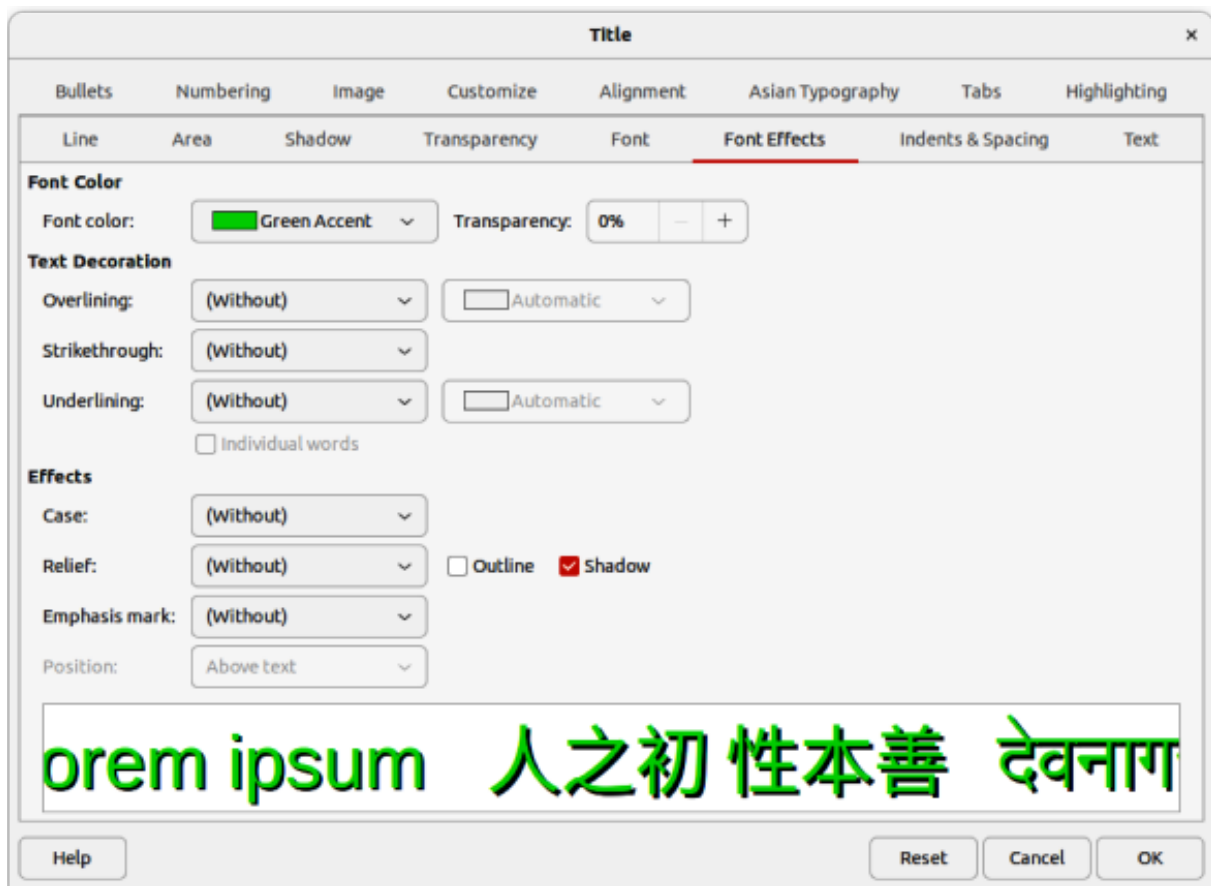 Title
Bullets Numbering Image Customize Alignment Asian Typography Tabs Highlighting
Line Area Shadow Transparency Font Font Effects Indents & Spacing Text
Font Color
Font color: Green Accent Transparency: 0%
Text Decoration
Overlining: (Without) Automatic
Strikethrough: (Without)
Underlining: (Without) Automatic
Individual words
Effects
Case: (Without)
Relief: (Without) Outline Shadow
Emphasis mark: (Without)
Position: Above text
orem ipsum 人之初 性本善 देवनाग
Help Reset Cancel OK